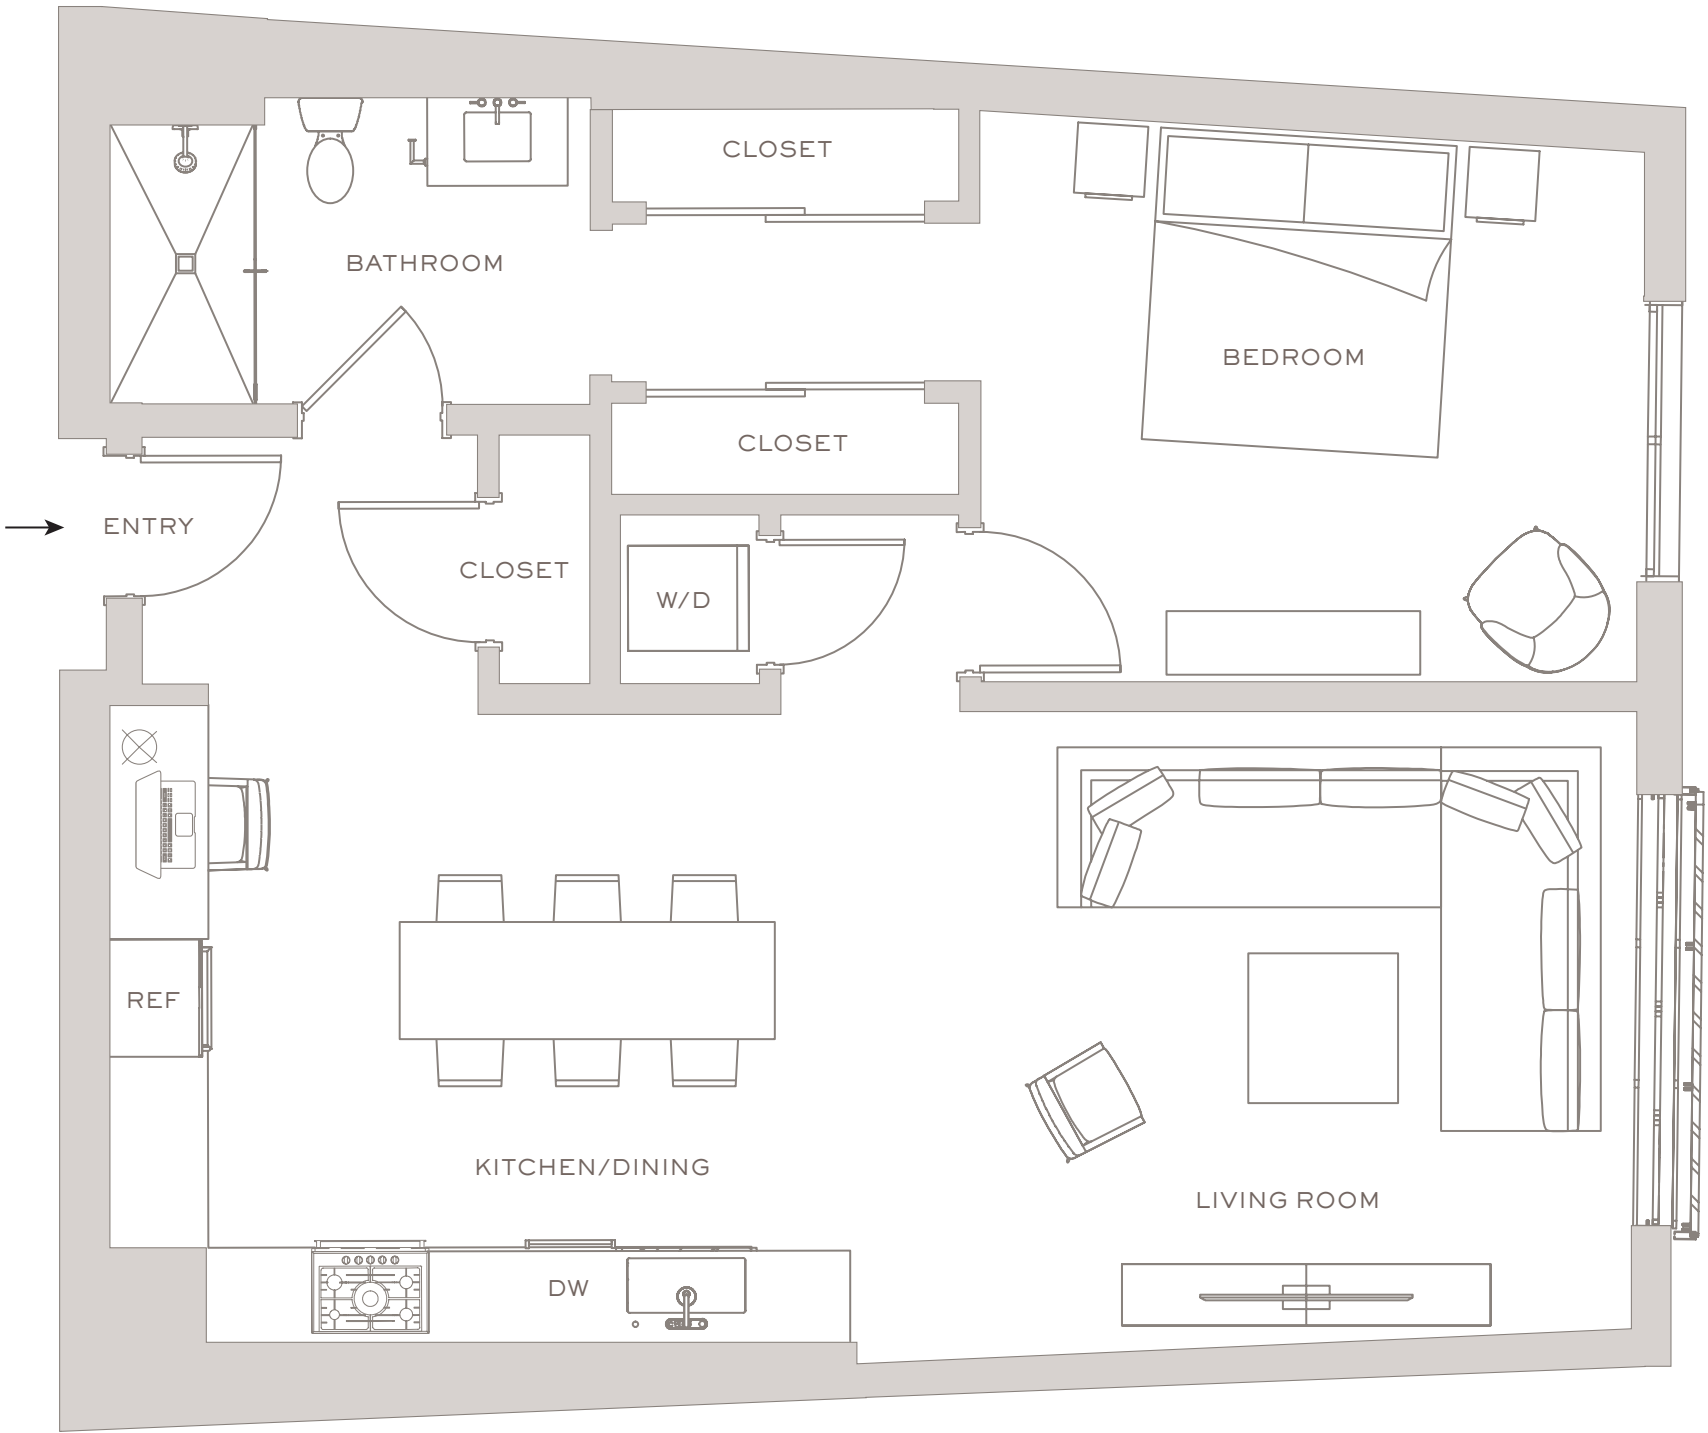 CLOSET
BATHROOM
BEDROOM
CLOSET
ENTRY
CLOSET
W/D
REF
KITCHEN/DINING
LIVING ROOM
DW